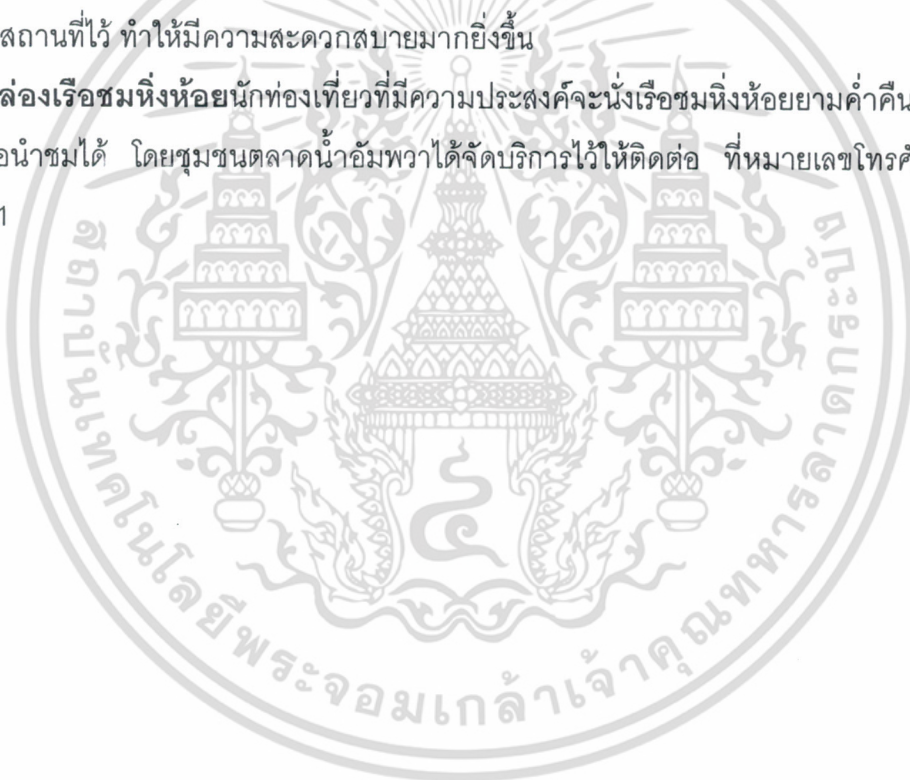 สถานที่ไว้ ทำให้มีความสะดวกสบายมากยิ่งขึ้น
ล่องเรือชมหิ่งห้อยนักท่องเที่ยวที่มีความประสงค์จะนั่งเรือชมหิ่งห้อยยามค่ำคืน
อนำชมได้ โดยชุมชนตลาดน้ำอัมพวาได้จัดบริการไว้ให้ติดต่อ ที่หมายเลขโทรศั
1
สถาบันเทคโนโลยีพระจอมเกล้าเจ้าคุณทหารลาดกระบัง
๔